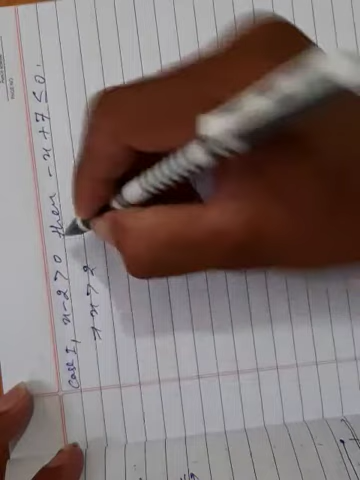 Case I, x-2>0 then -x+7≤0.
→ x>2